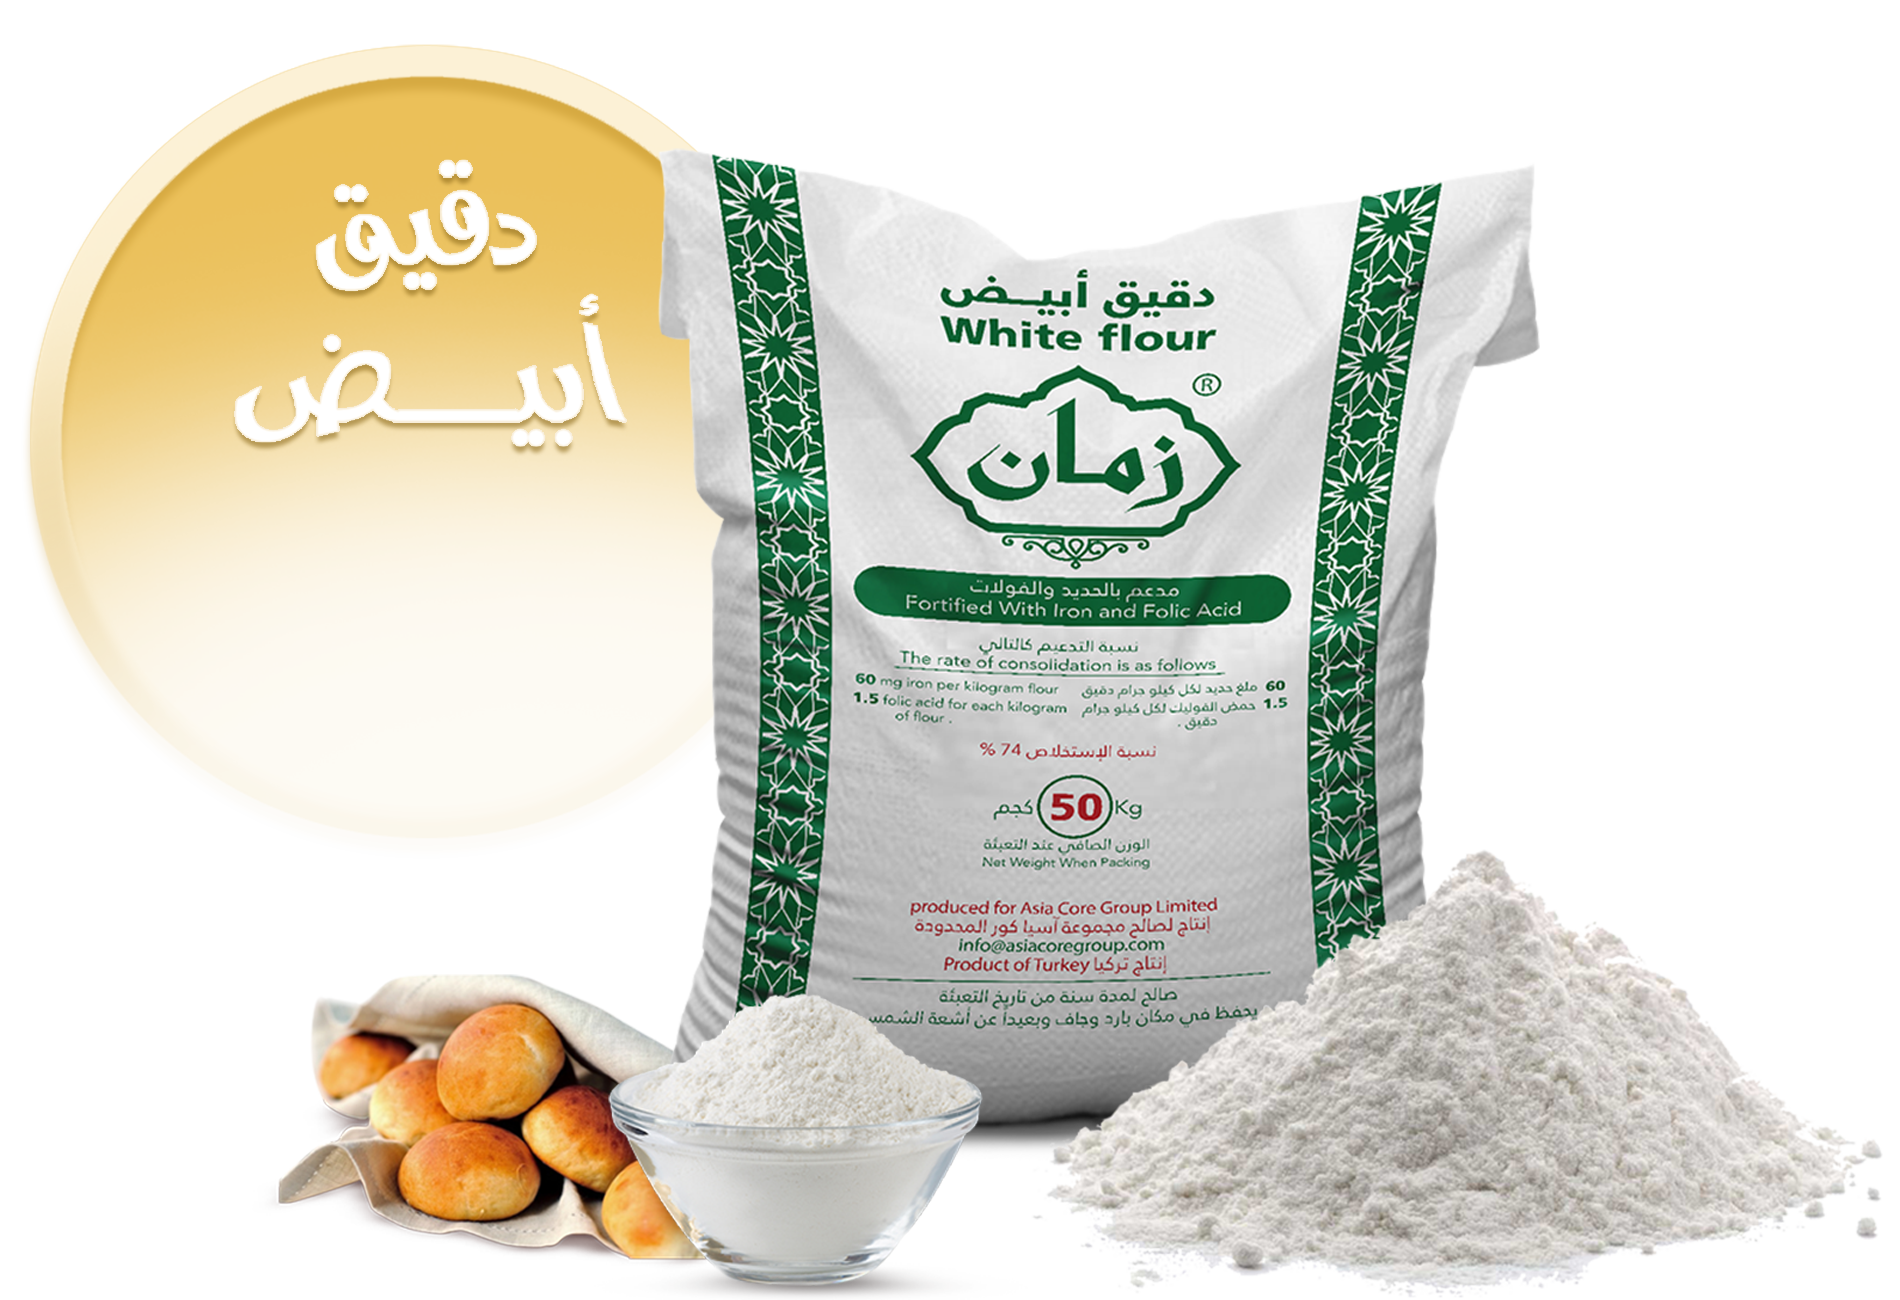 دقيق
أبيـــض
دقيق أبيــض
White flour
®
زمان
مدعم بالحديد والفولات
Fortified With Iron and Folic Acid
نسبة التدعيم كالتالي
The rate of consolidation is as follows
60 mg iron per kilogram flour
1.5 folic acid for each kilogram
of flour .
60 ملغ حديد لكل كيلو جرام دقيق
1.5 حمض الفوليك لكل كيلو جرام
دقيق .
نسبة الإستخلاص 74 %
كجم 50 Kg
الوزن الصافي عند التعبئة
Net Weight When Packing
produced for Asia Core Group Limited
إنتاج لصالح مجموعة آسيا كور المحدودة
info@asiacoregroup.com
Product of Turkey إنتاج تركيا
صالح لمدة سنة من تاريخ التعبئة
يحفظ في مكان بارد وجاف وبعيداً عن أشعة الشمس